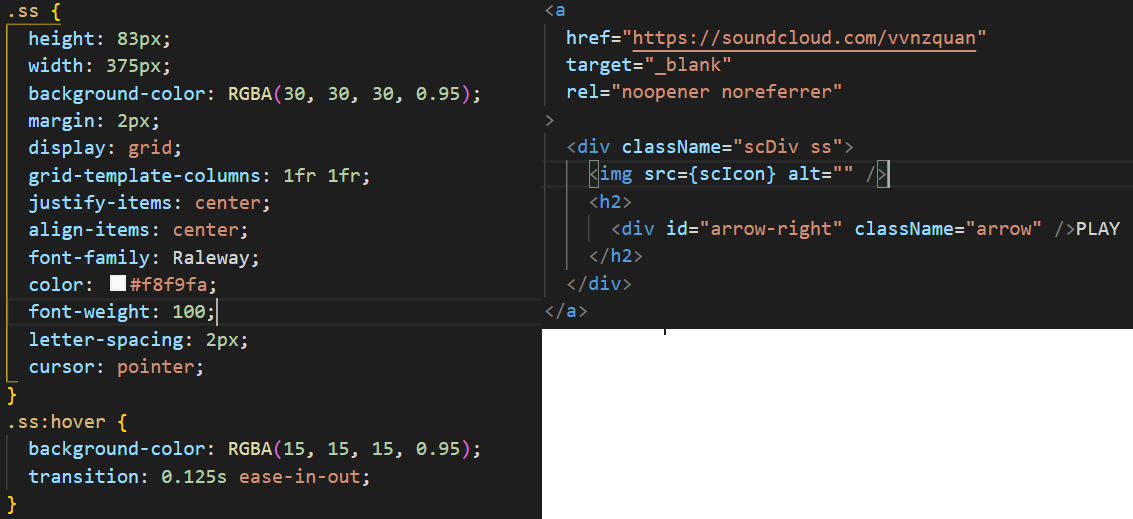 .ss {
  height: 83px;
  width: 375px;
  background-color: RGBA(30, 30, 30, 0.95);
  margin: 2px;
  display: grid;
  grid-template-columns: 1fr 1fr;
  justify-items: center;
  align-items: center;
  font-family: Raleway;
  color: #f8f9fa;
  font-weight: 100;
  letter-spacing: 2px;
  cursor: pointer;
}
.ss:hover {
  background-color: RGBA(15, 15, 15, 0.95);
  transition: 0.125s ease-in-out;
}
<a
  href="https://soundcloud.com/vvnzquan"
  target="_blank"
  rel="noopener noreferrer"
>
  <div className="scDiv ss">
    <img src={scIcon} alt="" />
    <h2>
      <div id="arrow-right" className="arrow" />PLAY
    </h2>
  </div>
</a>